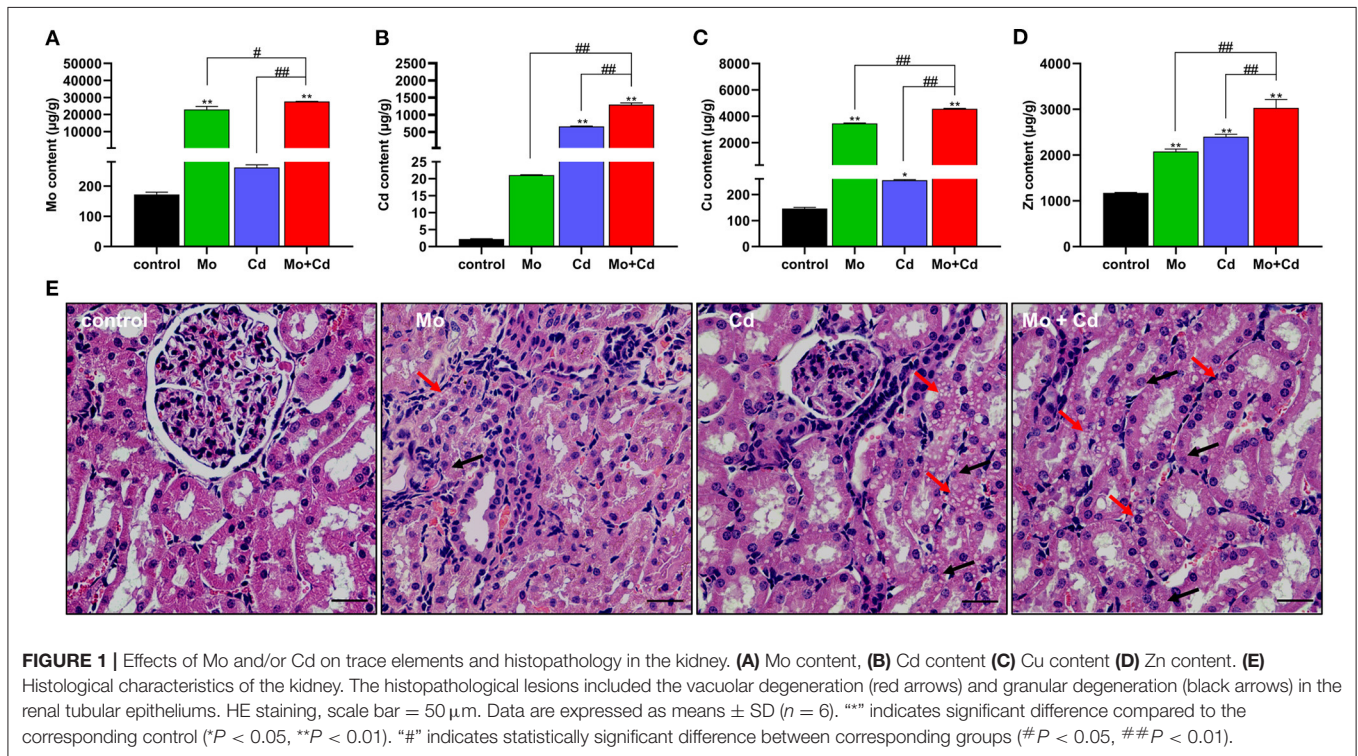 A
Mo content (µg/g)
50000
40000
30000
20000
10000
200
100
0
**
**
#
##
control Mo Cd Mo+Cd
B
Cd content (µg/g)
2500
2000
1500
1000
500
25
20
15
10
5
0
**
**
##
##
control Mo Cd Mo+Cd
C
Cu content (µg/g)
8000
6000
4000
2000
200
100
0
**
*
**
##
##
control Mo Cd Mo+Cd
D
Zn content (µg/g)
4000
3000
2000
1000
0
**
**
**
##
##
control Mo Cd Mo+Cd
E
control Mo Cd Mo + Cd
FIGURE 1 | Effects of Mo and/or Cd on trace elements and histopathology in the kidney. (A) Mo content, (B) Cd content (C) Cu content (D) Zn content. (E)
Histological characteristics of the kidney. The histopathological lesions included the vacuolar degeneration (red arrows) and granular degeneration (black arrows) in the
renal tubular epitheliums. HE staining, scale bar = 50 µm. Data are expressed as means ± SD (n = 6). “*” indicates significant difference compared to the
corresponding control (*P < 0.05, **P < 0.01). “#” indicates statistically significant difference between corresponding groups (#P < 0.05, ##P < 0.01).